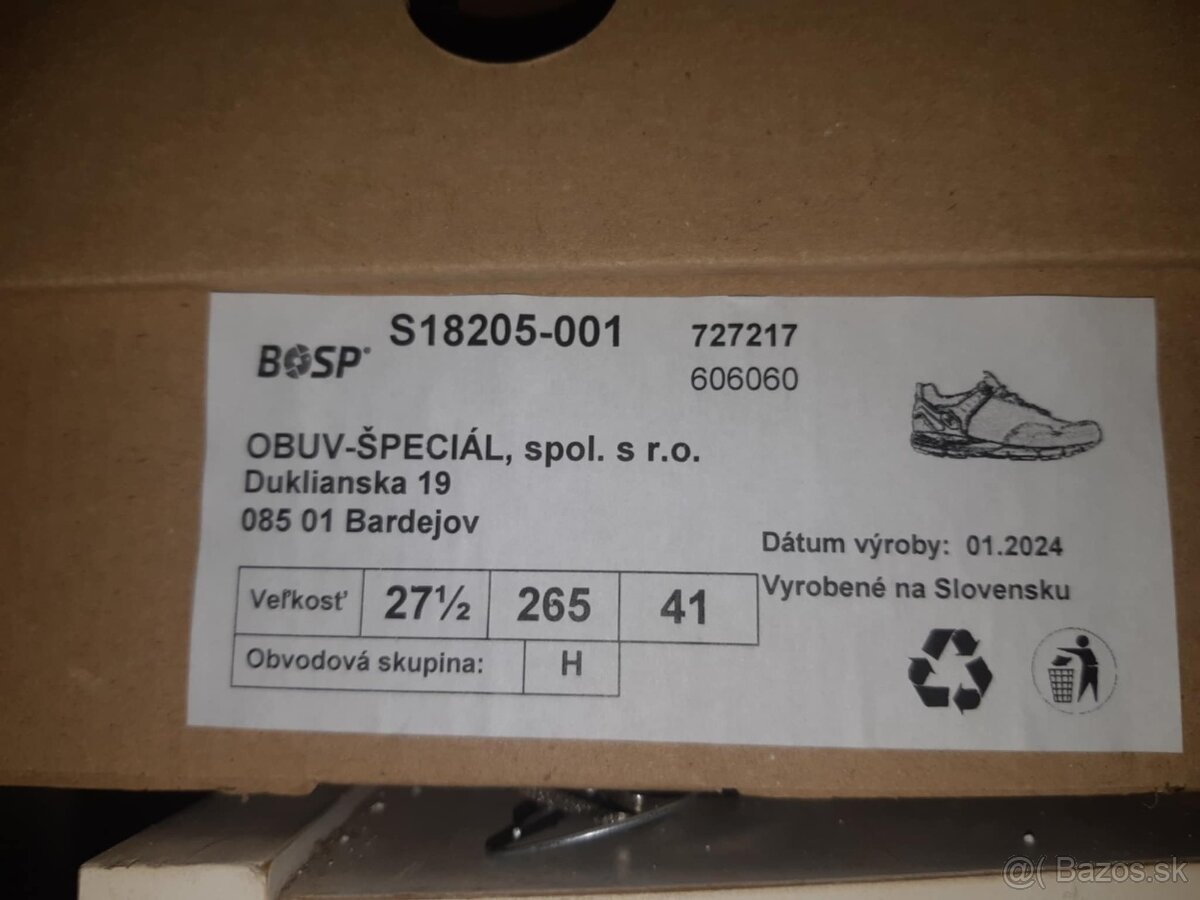 BOSP® S18205-001 727217
606060
OBUV-ŠPECIÁL, spol. s r.o.
Duklianska 19
085 01 Bardejov
Dátum výroby: 01.2024
Vyrobené na Slovensku
Veľkosť 27½ 265 41
Obvodová skupina: H
@( Bazos.sk